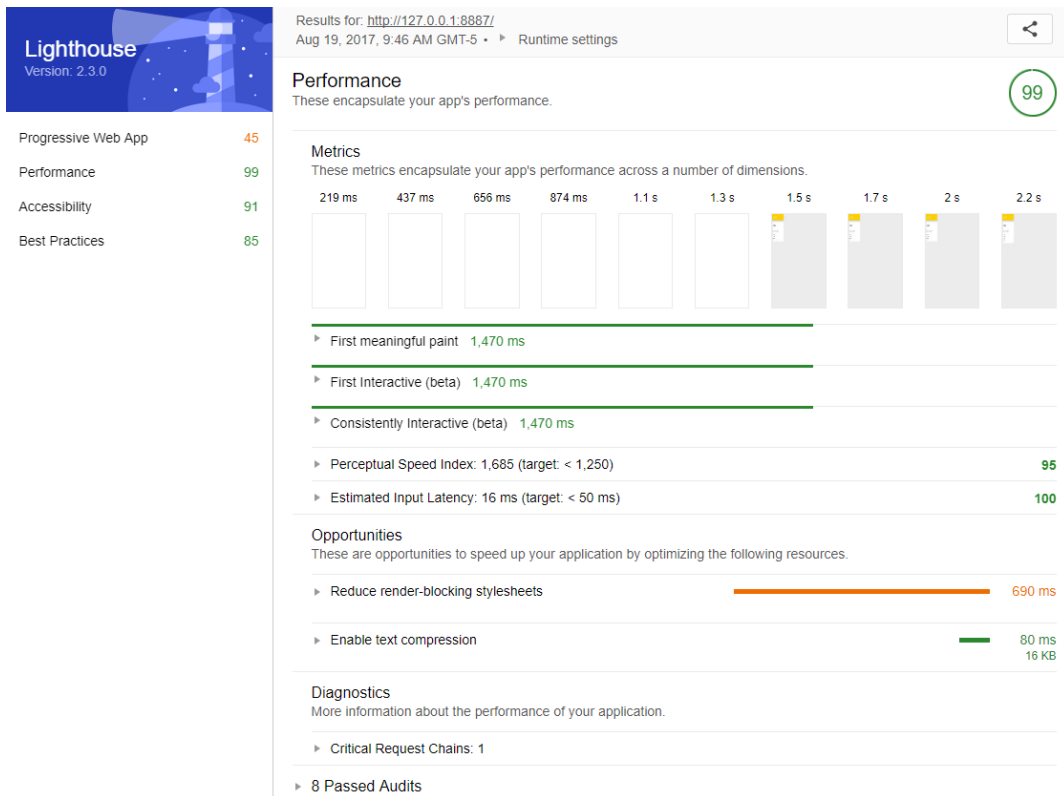 Lighthouse
Version: 2.3.0
Progressive Web App 45
Performance 99
Accessibility 91
Best Practices 85
Results for: http://127.0.0.1:8887/
Aug 19, 2017, 9:46 AM GMT-5 • Runtime settings
Performance
These encapsulate your app's performance.
99
Metrics
These metrics encapsulate your app's performance across a number of dimensions.
219 ms 437 ms 656 ms 874 ms 1.1 s 1.3 s 1.5 s 1.7 s 2 s 2.2 s
First meaningful paint 1,470 ms
First Interactive (beta) 1,470 ms
Consistently Interactive (beta) 1,470 ms
Perceptual Speed Index: 1,685 (target: < 1,250) 95
Estimated Input Latency: 16 ms (target: < 50 ms) 100
Opportunities
These are opportunities to speed up your application by optimizing the following resources.
Reduce render-blocking stylesheets 690 ms
Enable text compression 80 ms
16 KB
Diagnostics
More information about the performance of your application.
Critical Request Chains: 1
8 Passed Audits